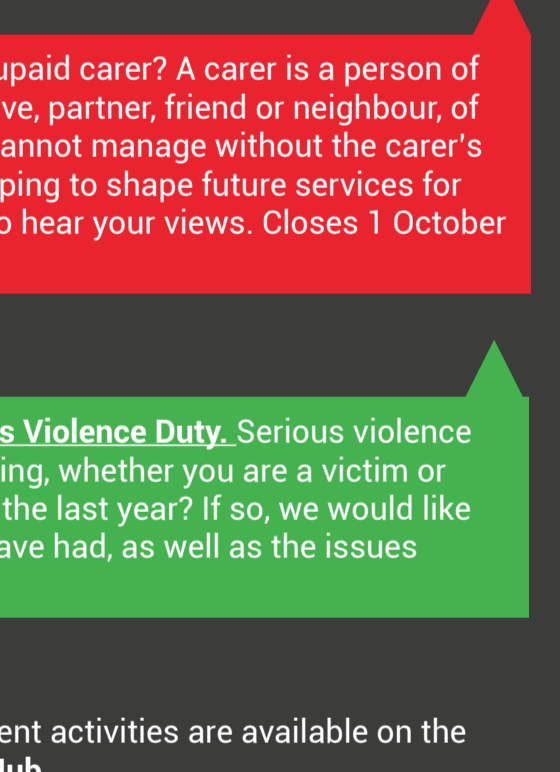 upaid carer? A carer is a person of
ve, partner, friend or neighbour, of
annot manage without the carer's
ping to shape future services for
o hear your views. Closes 1 October
s Violence Duty. Serious violence
ing, whether you are a victim or
the last year? If so, we would like
ave had, as well as the issues
ent activities are available on the